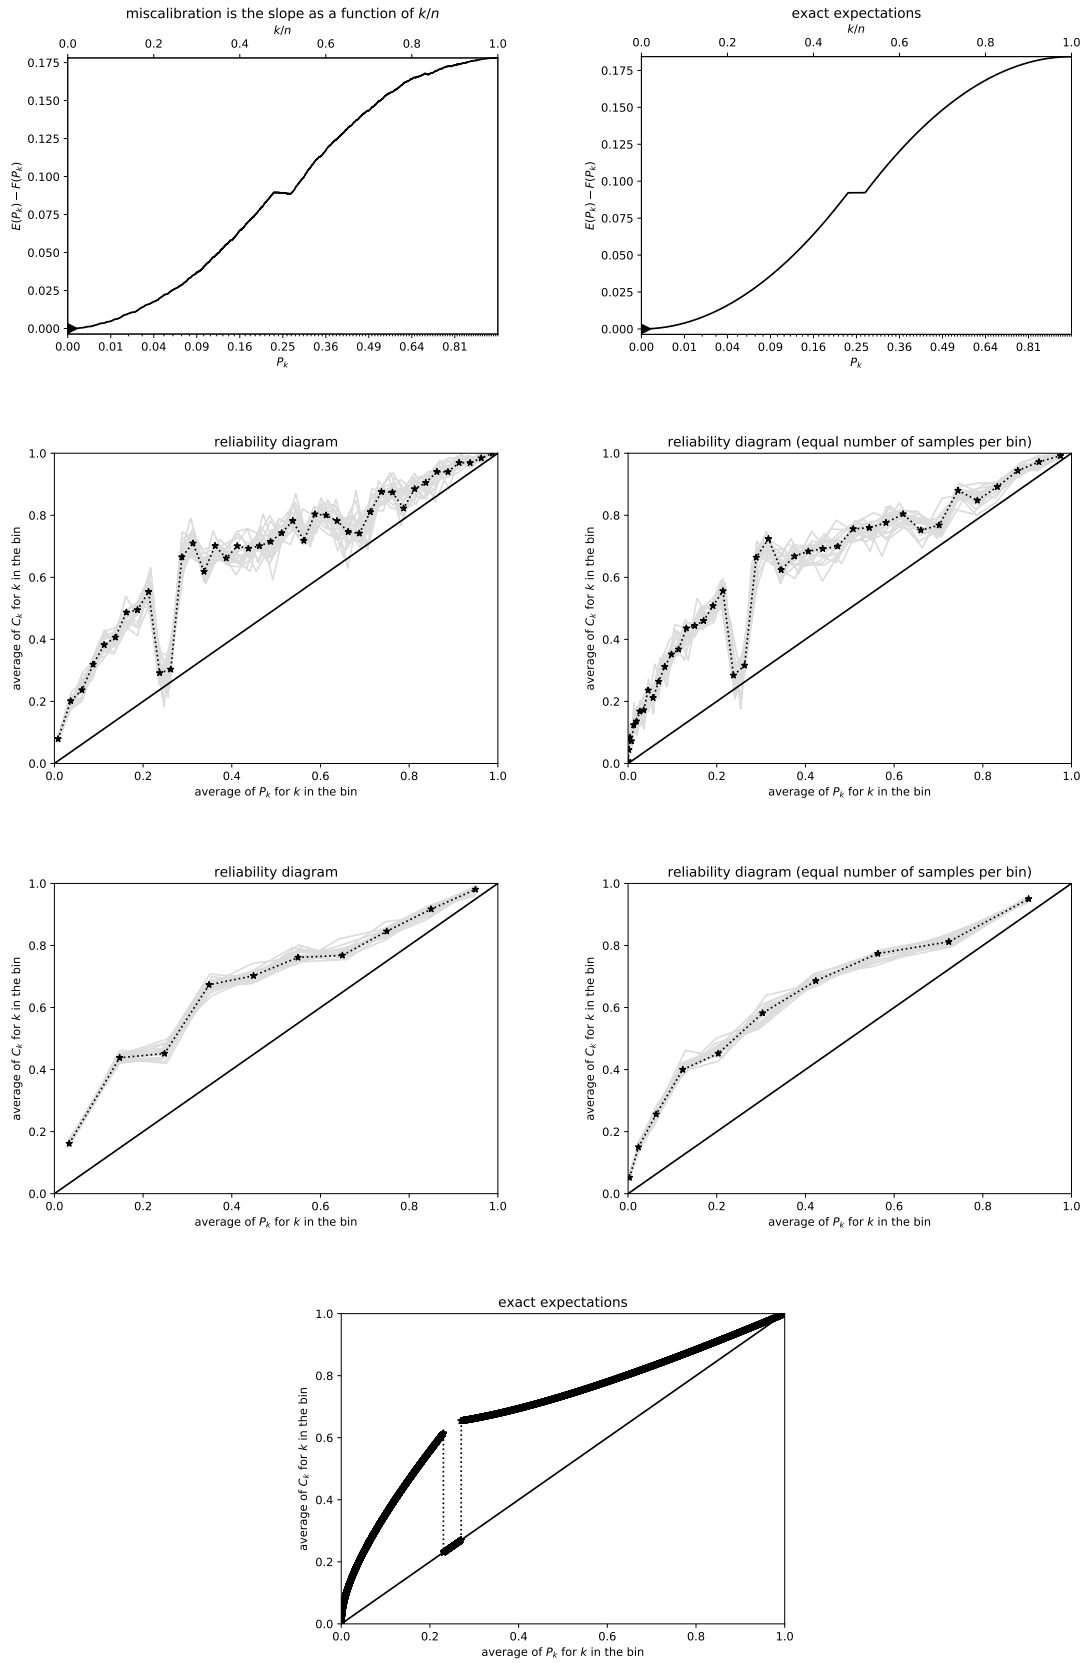 miscalibration is the slope as a function of k/n
k/n
0.0 0.2 0.4 0.6 0.8 1.0
0.175
0.150
0.125
0.100
0.075
0.050
0.025
0.000
E(Pk) − F(Pk)
0.00 0.01 0.04 0.09 0.16 0.25 0.36 0.49 0.64 0.81
Pk
exact expectations
k/n
0.0 0.2 0.4 0.6 0.8 1.0
0.175
0.150
0.125
0.100
0.075
0.050
0.025
0.000
E(Pk) − F(Pk)
0.00 0.01 0.04 0.09 0.16 0.25 0.36 0.49 0.64 0.81
Pk
reliability diagram
1.0
0.8
0.6
0.4
0.2
0.0
average of Ck for k in the bin
0.0 0.2 0.4 0.6 0.8 1.0
average of Pk for k in the bin
reliability diagram (equal number of samples per bin)
1.0
0.8
0.6
0.4
0.2
0.0
average of Ck for k in the bin
0.0 0.2 0.4 0.6 0.8 1.0
average of Pk for k in the bin
reliability diagram
1.0
0.8
0.6
0.4
0.2
0.0
average of Ck for k in the bin
0.0 0.2 0.4 0.6 0.8 1.0
average of Pk for k in the bin
reliability diagram (equal number of samples per bin)
1.0
0.8
0.6
0.4
0.2
0.0
average of Ck for k in the bin
0.0 0.2 0.4 0.6 0.8 1.0
average of Pk for k in the bin
exact expectations
1.0
0.8
0.6
0.4
0.2
0.0
average of Ck for k in the bin
0.0 0.2 0.4 0.6 0.8 1.0
average of Pk for k in the bin